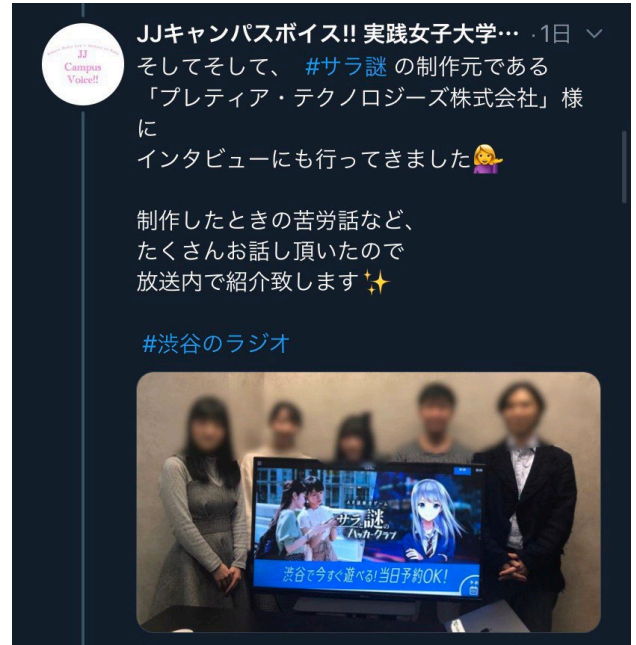 JJキャンパスボイス!! 実践女子大学… ・1日
JJ
Campus
Voice!!
そしてそして、 #サラ謎 の制作元である
「プレティア・テクノロジーズ株式会社」様
に
インタビューにも行ってきました💁‍♀️
制作したときの苦労話など、
たくさんお話し頂いたので
放送内で紹介致します✨
#渋谷のラジオ
サラと謎の
ハッカークラブ
渋谷で今すぐ遊べる!当日予約OK!